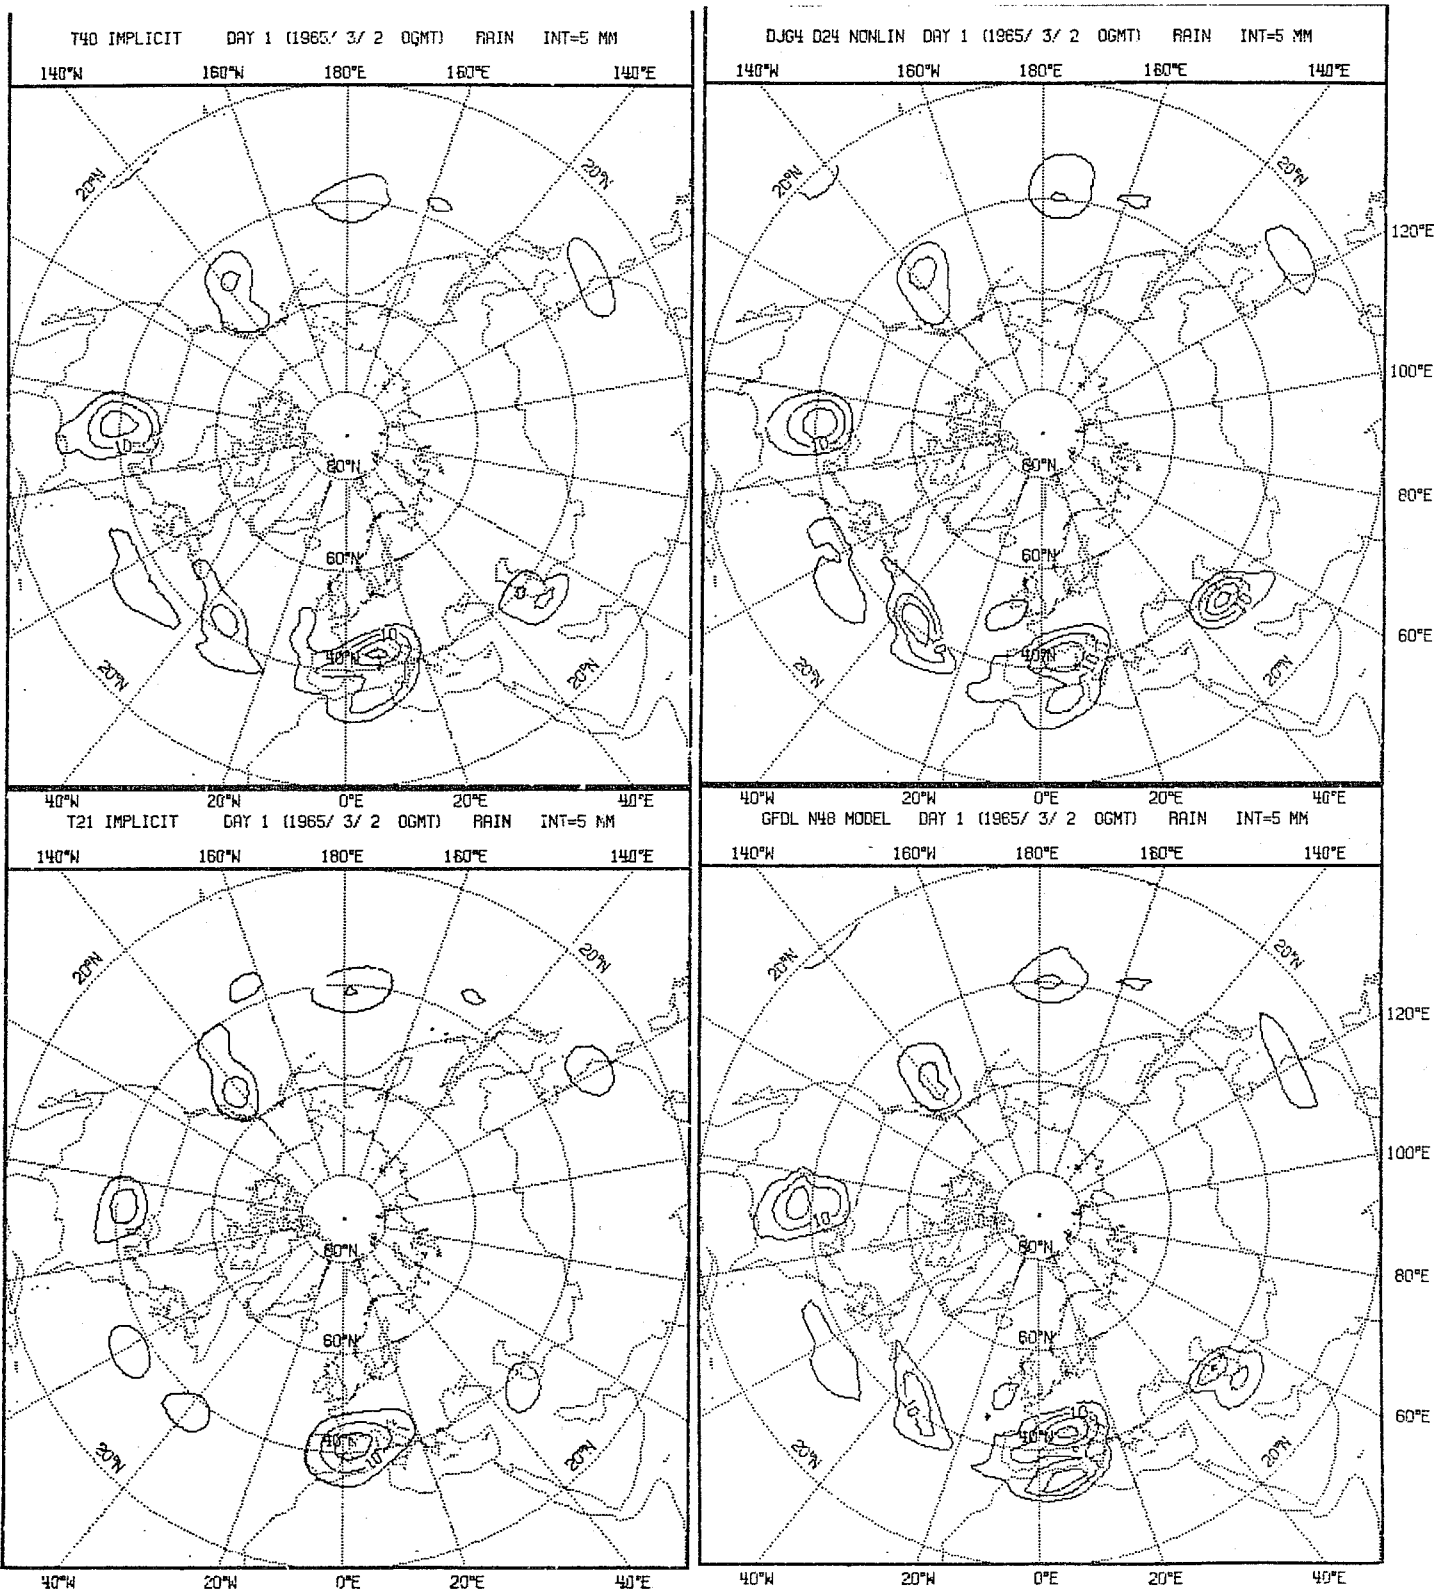 T40 IMPLICIT DAY 1 (1965/ 3/ 2 0GMT) RAIN INT=5 MM
140°W 160°W 180°E 160°E 140°E
20°N 20°N
10
80°N
60°N
10
40°N
20°N 20°N
40°W 20°W 0°E 20°E 40°E
DJG4 D24 NONLIN DAY 1 (1965/ 3/ 2 0GMT) RAIN INT=5 MM
140°W 160°W 180°E 160°E 140°E
20°N 20°N
120°E
100°E
10
80°N
80°E
60°N
60°E
40°N 10
20°N 20°N
40°W 20°W 0°E 20°E 40°E
T21 IMPLICIT DAY 1 (1965/ 3/ 2 0GMT) RAIN INT=5 MM
140°W 160°W 180°E 160°E 140°E
20°N 20°N
80°N
60°N
40°N
10
20°N 20°N
40°W 20°W 0°E 20°E 40°E
GFDL N48 MODEL DAY 1 (1965/ 3/ 2 0GMT) RAIN INT=5 MM
140°W 160°W 180°E 160°E 140°E
20°N 20°N
120°E
100°E
10
80°N
80°E
60°N
10
60°E
40°N
20°N 20°N
40°W 20°W 0°E 20°E 40°E